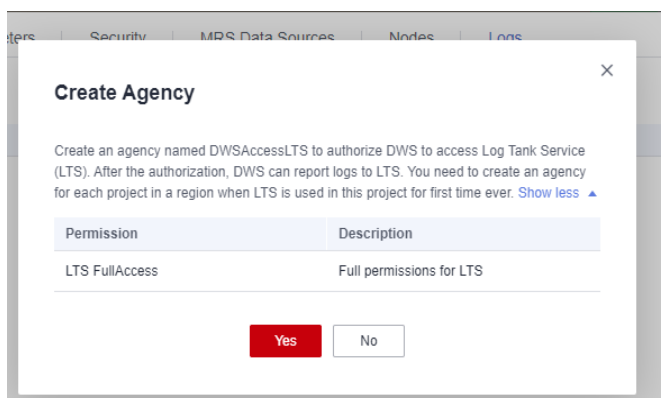 eters | Security | MRS Data Sources | Nodes | Logs
Create Agency
Create an agency named DWSAccessLTS to authorize DWS to access Log Tank Service
(LTS). After the authorization, DWS can report logs to LTS. You need to create an agency
for each project in a region when LTS is used in this project for first time ever. Show less
Permission Description
LTS FullAccess Full permissions for LTS
Yes No